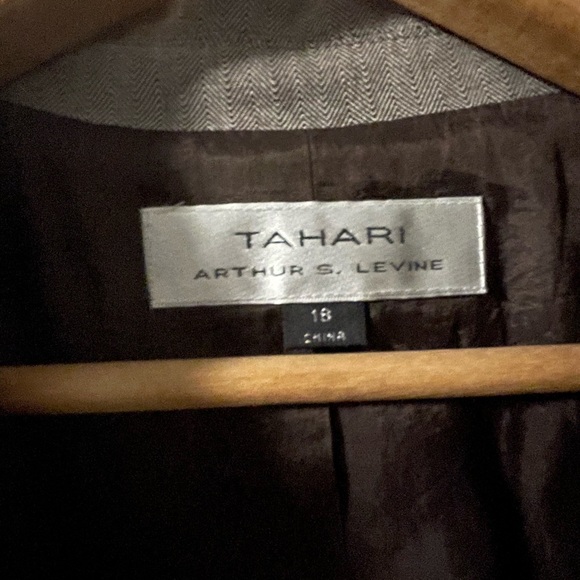 TAHARI
ARTHUR S. LEVINE
18
CHINA